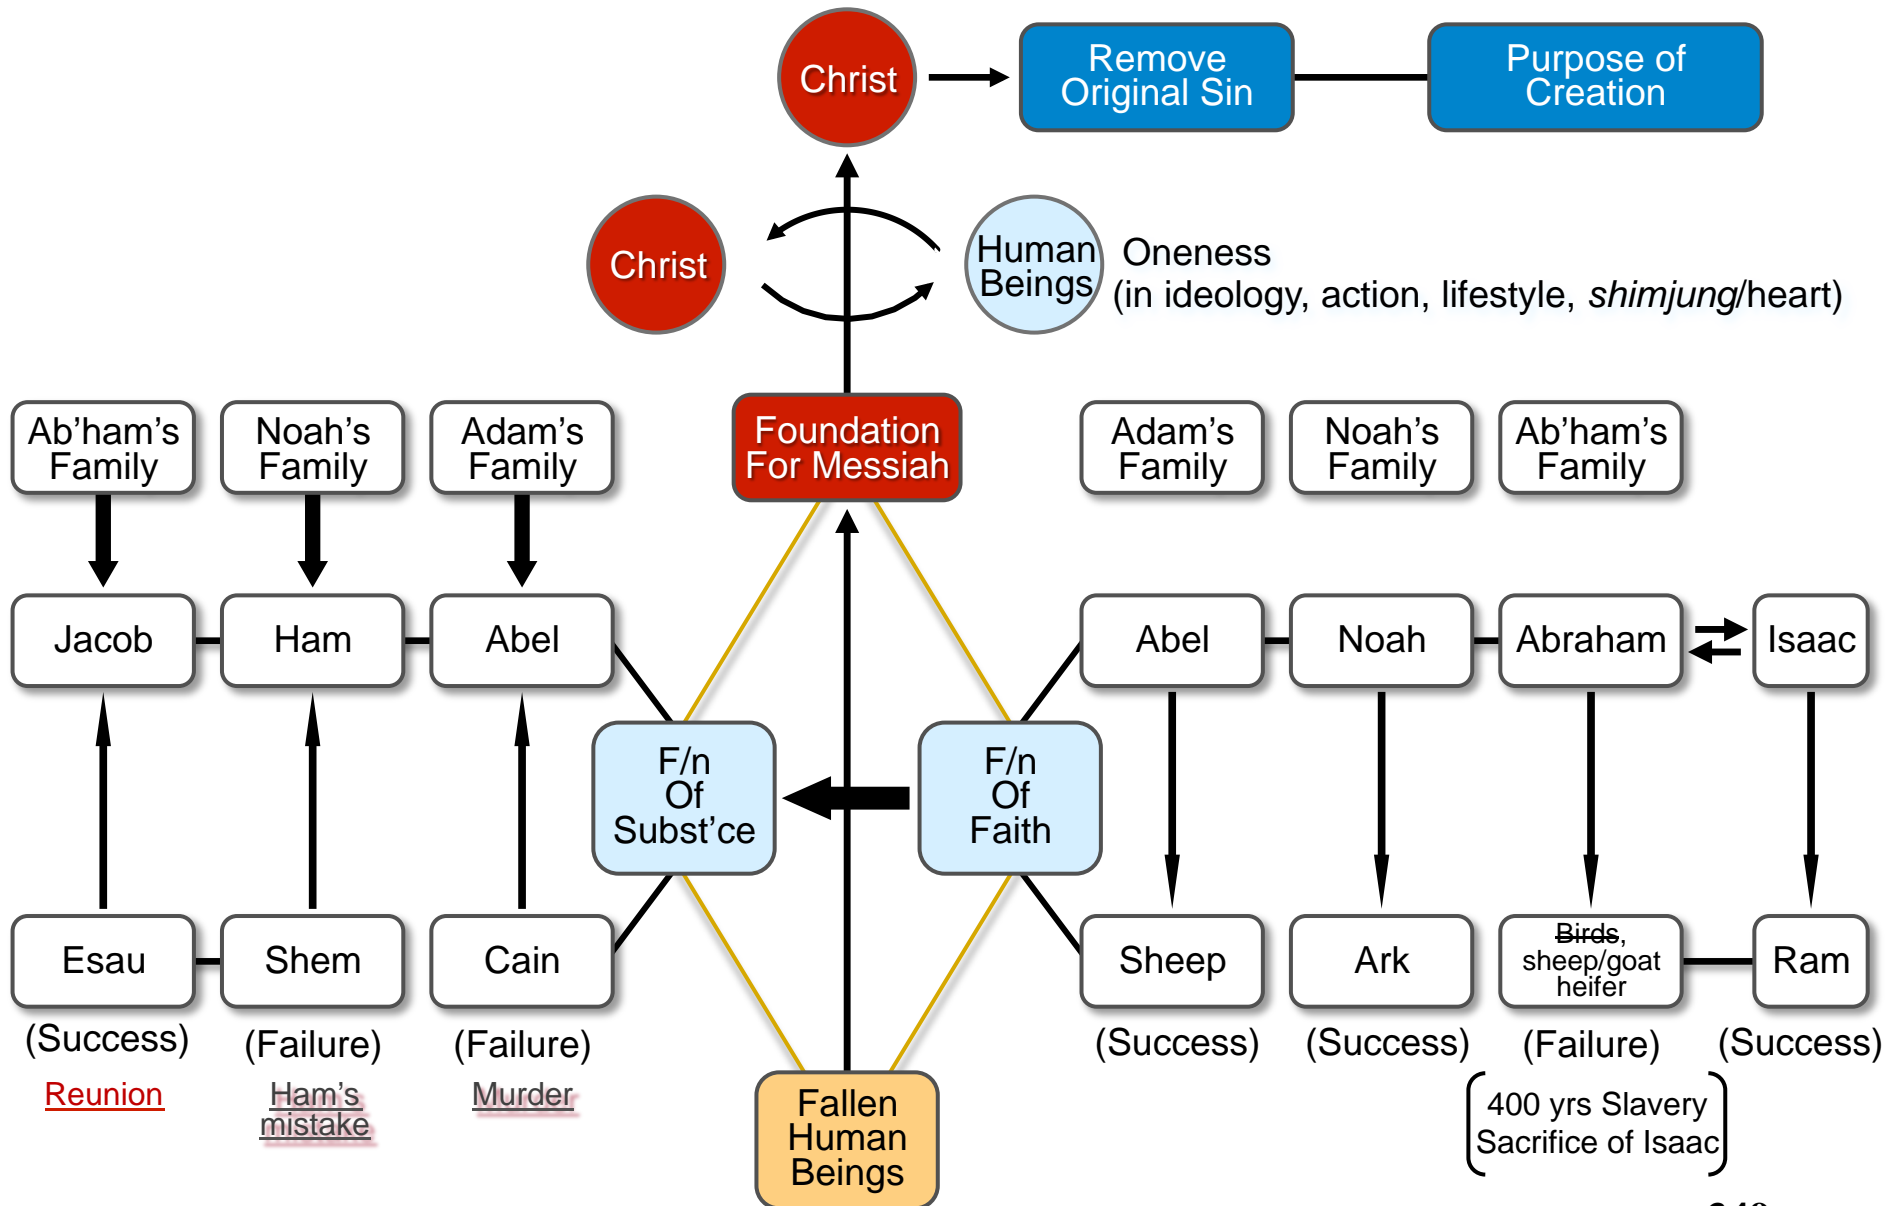 Christ
Remove
Original Sin
Purpose of
Creation
Christ
Human
Beings
Oneness
(in ideology, action, lifestyle, shimjung/heart)
Ab'ham's
Family
Noah's
Family
Adam's
Family
Foundation
For Messiah
Adam's
Family
Noah's
Family
Ab'ham's
Family
Jacob
Ham
Abel
Abel
Noah
Abraham
Isaac
F/n
Of
Subst'ce
F/n
Of
Faith
Esau
Shem
Cain
Sheep
Ark
Birds,
sheep/goat
heifer
Ram
(Success)
(Failure)
(Failure)
(Success)
(Success)
(Failure)
(Success)
Reunion
Ham's
mistake
Murder
Fallen
Human
Beings
400 yrs Slavery
Sacrifice of Isaac